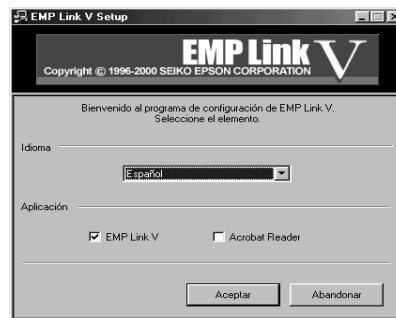 EMP Link V Setup
EMP Link V
Copyright © 1996-2000 SEIKO EPSON CORPORATION
Bienvenido al programa de configuración de EMP Link V.
Seleccione el elemento.
Idioma
Español
Aplicación
EMP Link V Acrobat Reader
Aceptar Abandonar